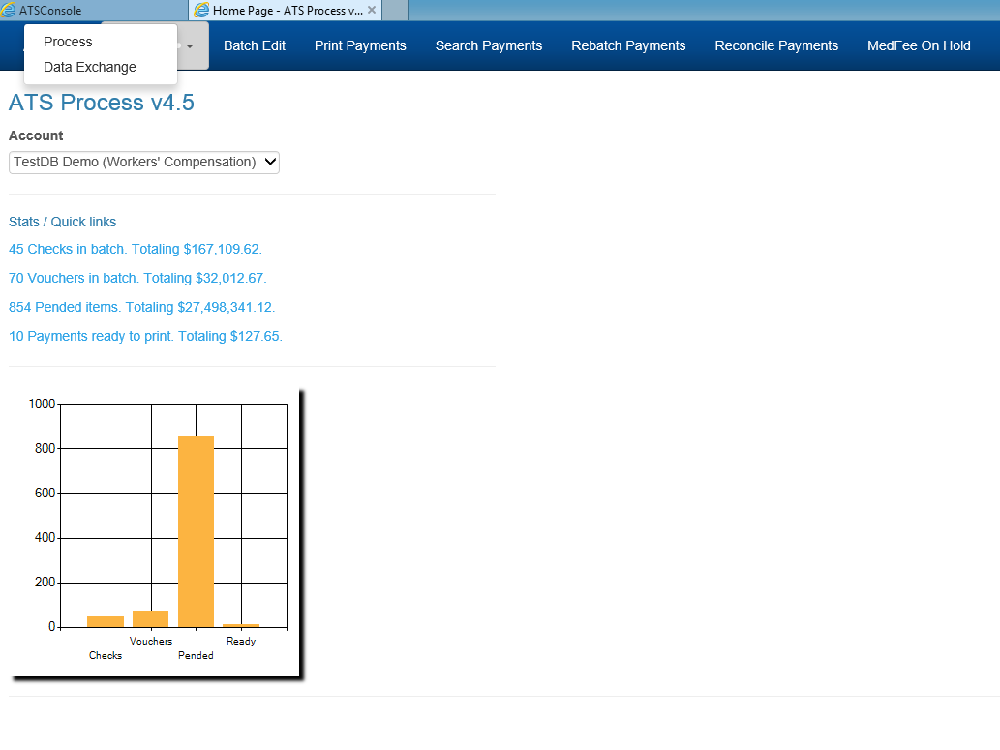 ATSConsole
Home Page - ATS Process v...
Process
Data Exchange
Batch Edit
Print Payments
Search Payments
Rebatch Payments
Reconcile Payments
MedFee On Hold
ATS Process v4.5
Account
TestDB Demo (Workers' Compensation)
Stats / Quick links
45 Checks in batch. Totaling $167,109.62.
70 Vouchers in batch. Totaling $32,012.67.
854 Pended items. Totaling $27,498,341.12.
10 Payments ready to print. Totaling $127.65.
1000
800
600
400
200
0
Vouchers
Ready
Checks
Pended